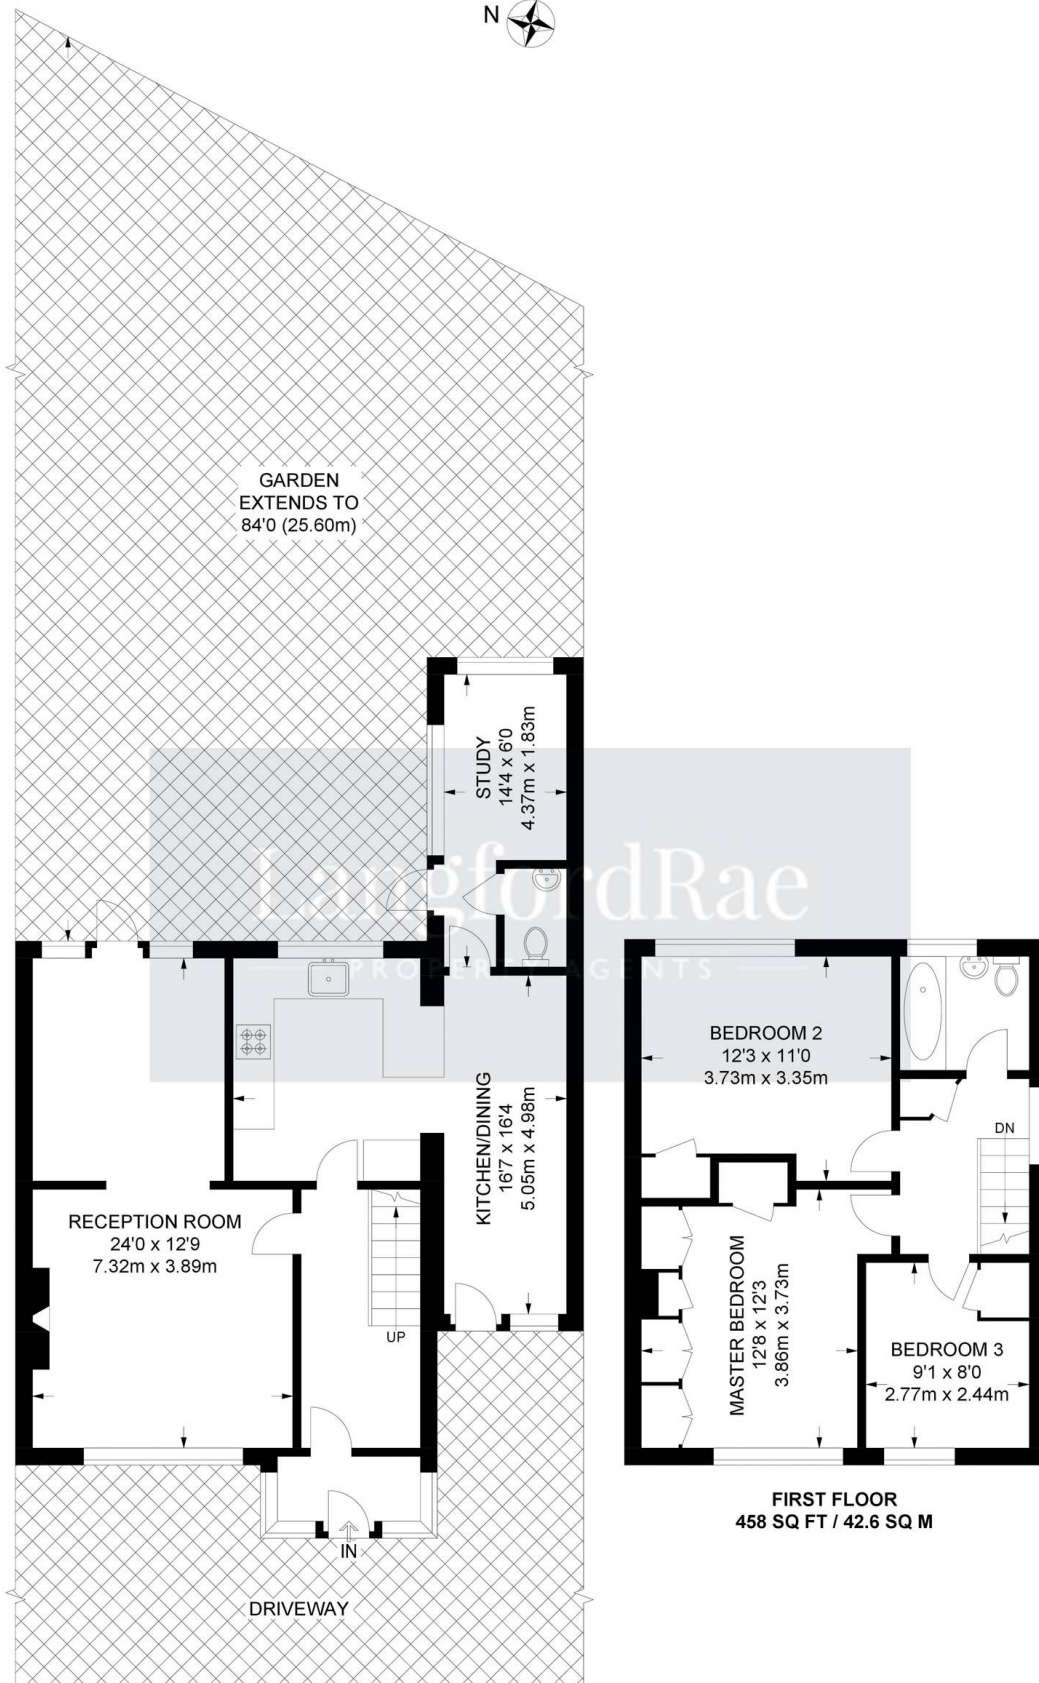 N
GARDEN
EXTENDS TO
84'0 (25.60m)
STUDY
14'4 x 6'0
4.37m x 1.83m
LangfordRae
PROPERTY AGENTS
KITCHEN/DINING
16'7 x 16'4
5.05m x 4.98m
RECEPTION ROOM
24'0 x 12'9
7.32m x 3.89m
UP
IN
DRIVEWAY
BEDROOM 2
12'3 x 11'0
3.73m x 3.35m
DN
MASTER BEDROOM
12'8 x 12'3
3.86m x 3.73m
BEDROOM 3
9'1 x 8'0
2.77m x 2.44m
FIRST FLOOR
458 SQ FT / 42.6 SQ M